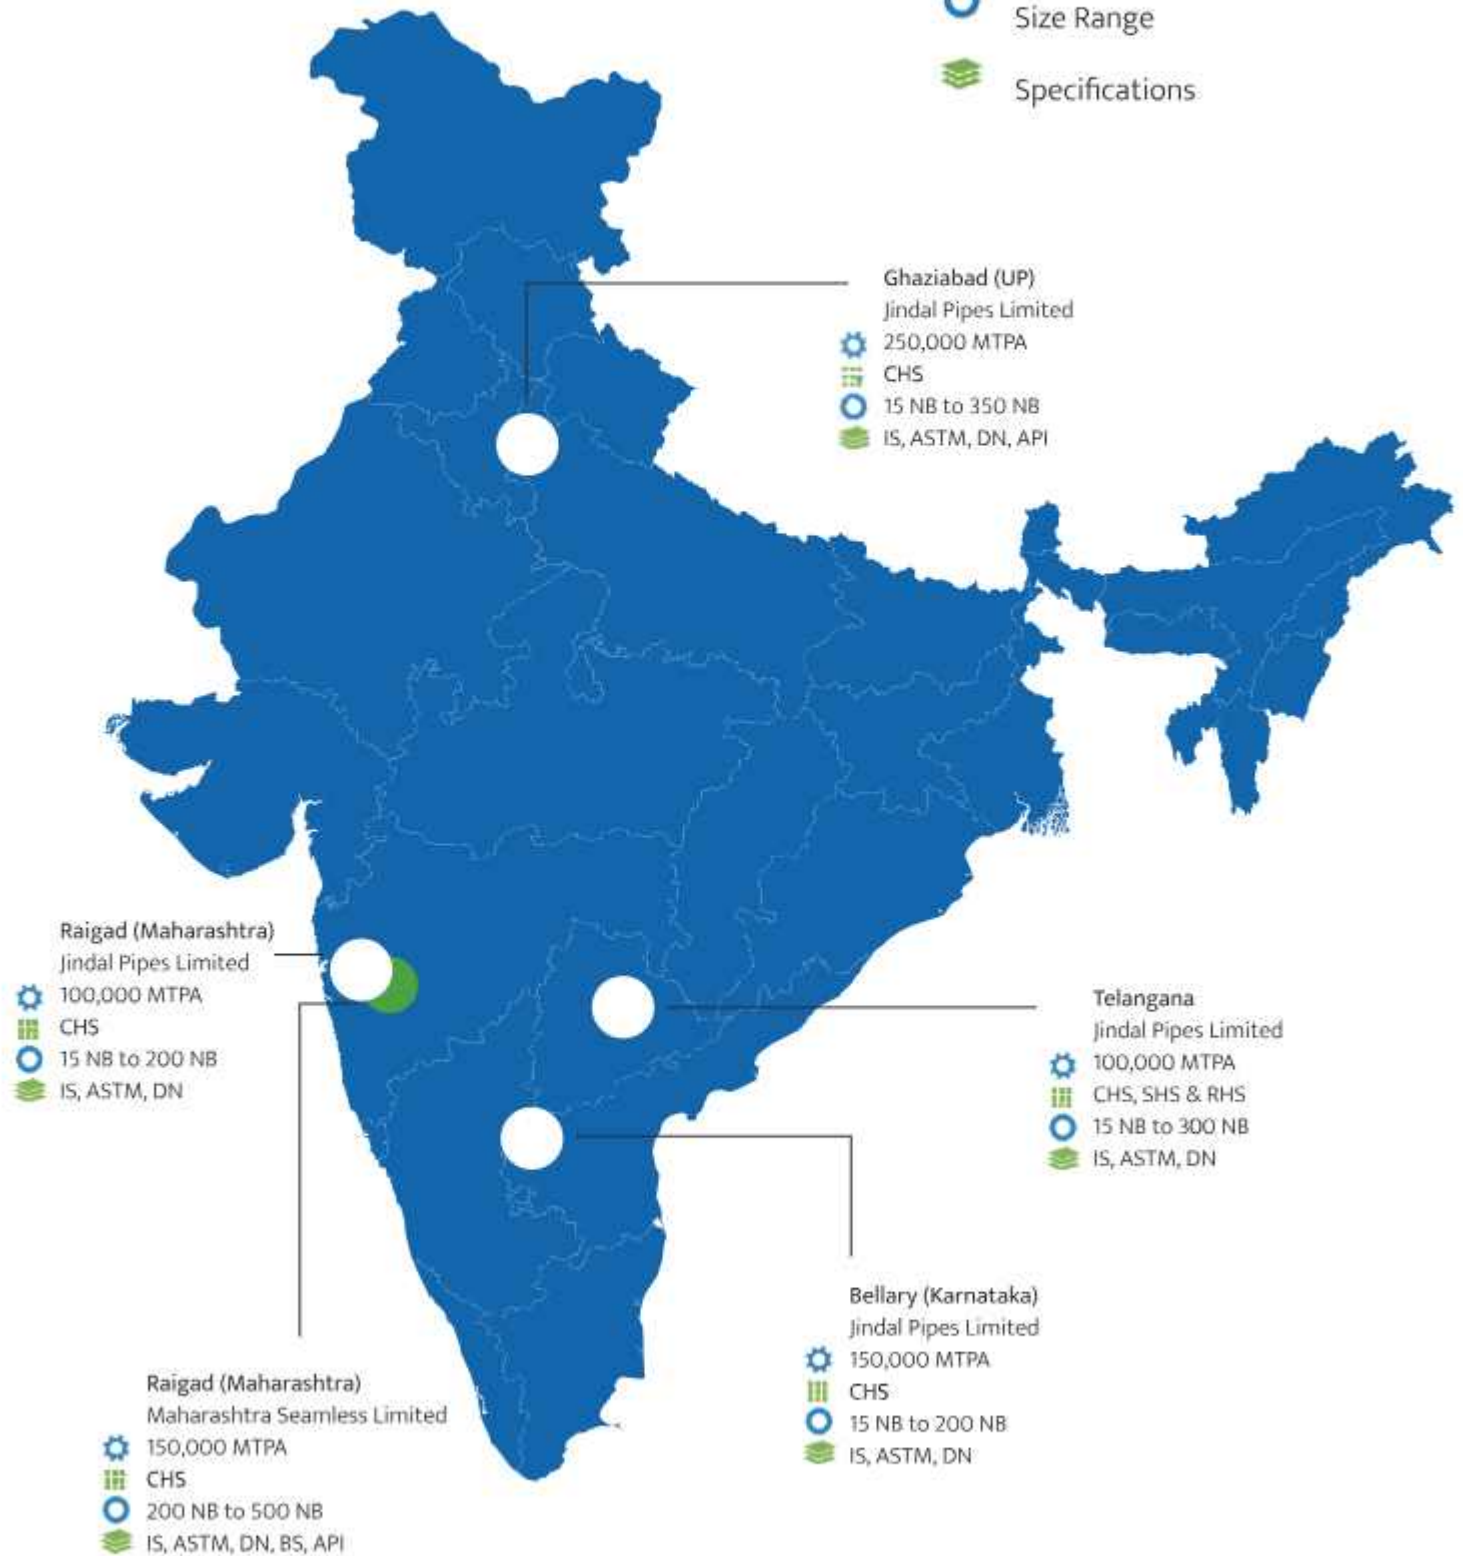 Size Range
Specifications
Ghaziabad (UP)
Jindal Pipes Limited
250,000 MTPA
CHS
15 NB to 350 NB
IS, ASTM, DN, API
Raigad (Maharashtra)
Jindal Pipes Limited
100,000 MTPA
CHS
15 NB to 200 NB
IS, ASTM, DN
Telangana
Jindal Pipes Limited
100,000 MTPA
CHS, SHS & RHS
15 NB to 300 NB
IS, ASTM, DN
Bellary (Karnataka)
Jindal Pipes Limited
150,000 MTPA
CHS
15 NB to 200 NB
IS, ASTM, DN
Raigad (Maharashtra)
Maharashtra Seamless Limited
150,000 MTPA
CHS
200 NB to 500 NB
IS, ASTM, DN, BS, API